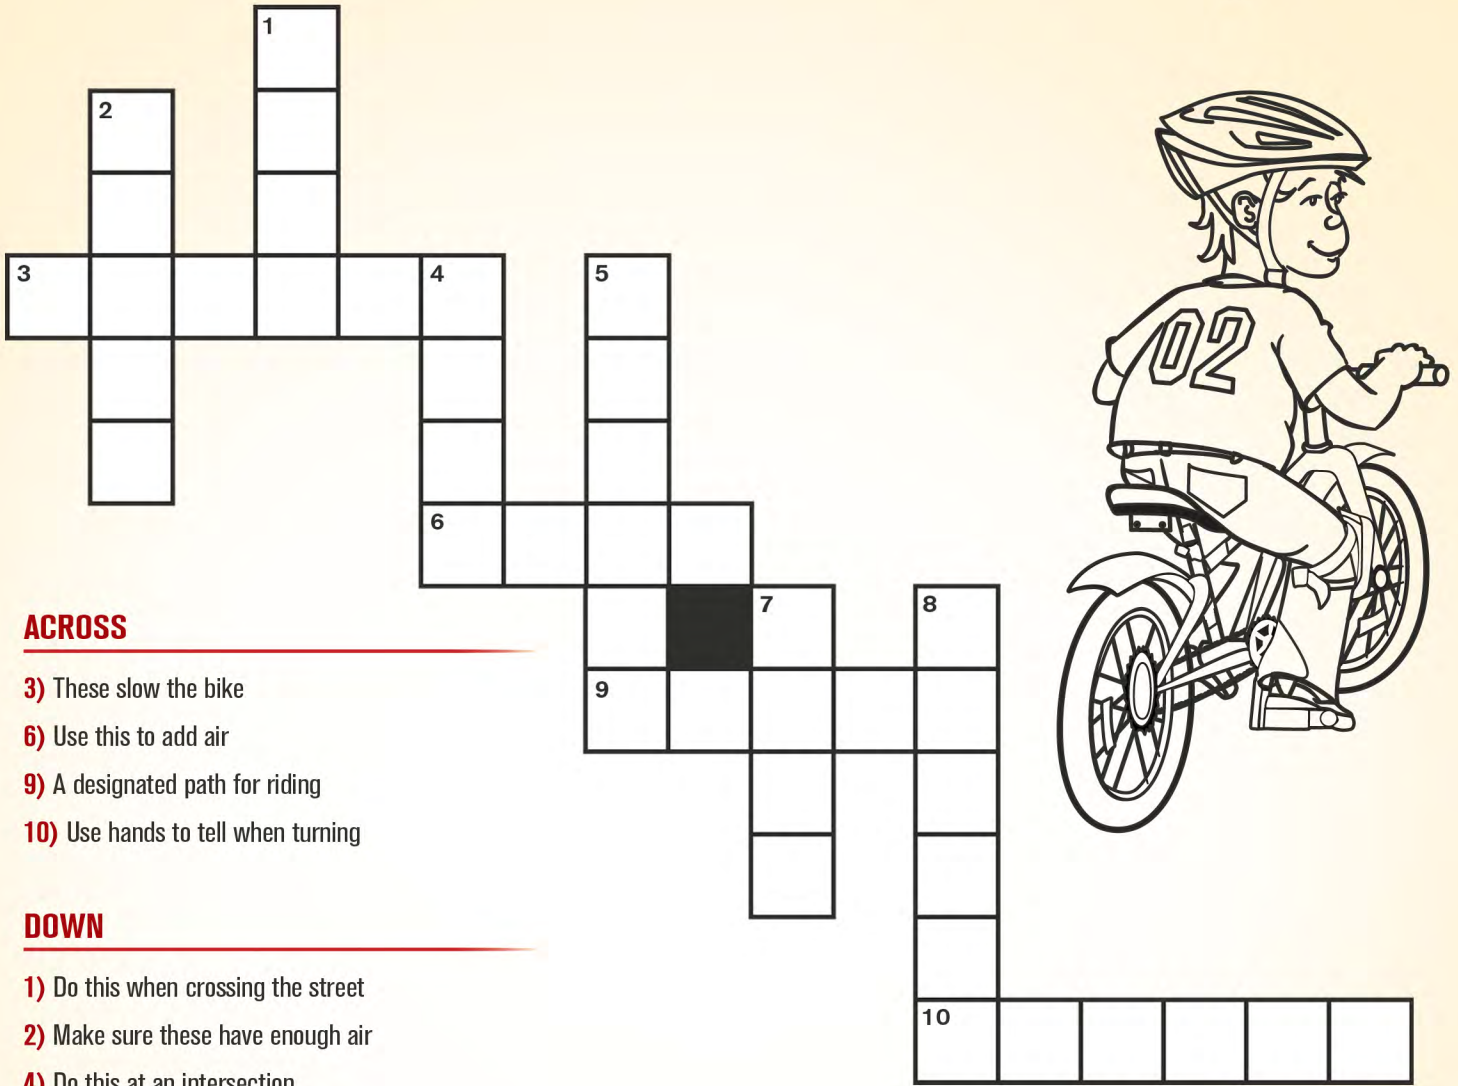 1
2
3
4
5
6
7
8
9
10
02
ACROSS
3) These slow the bike
6) Use this to add air
9) A designated path for riding
10) Use hands to tell when turning
DOWN
1) Do this when crossing the street
2) Make sure these have enough air
4) Do this at an intersection